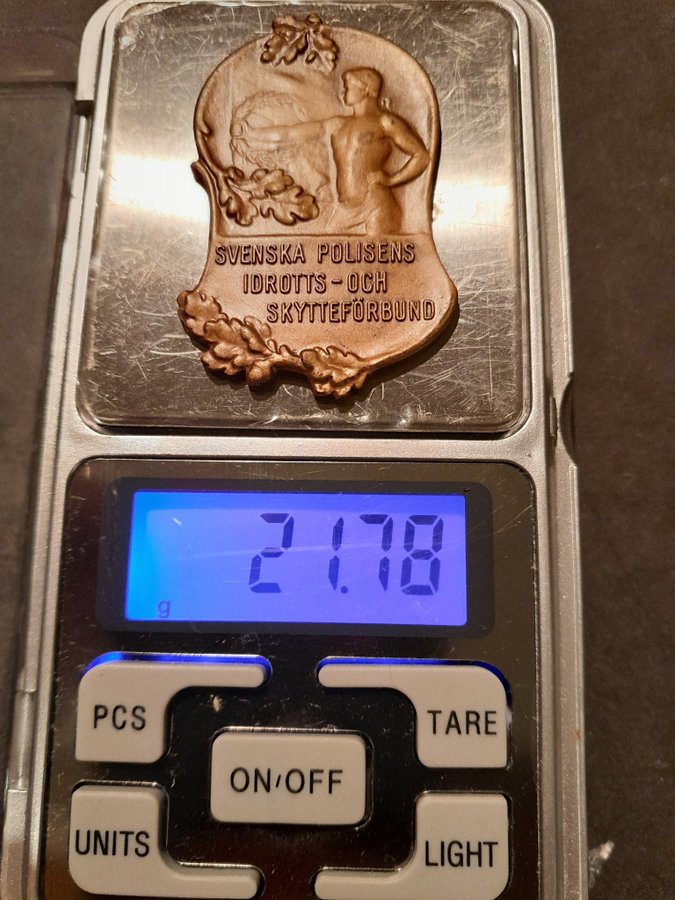 SVENSKA POLISENS
IDROTTS-OCH
SKYTTEFÖRBUND
21.78
g
PCS
TARE
ON/OFF
UNITS
LIGHT